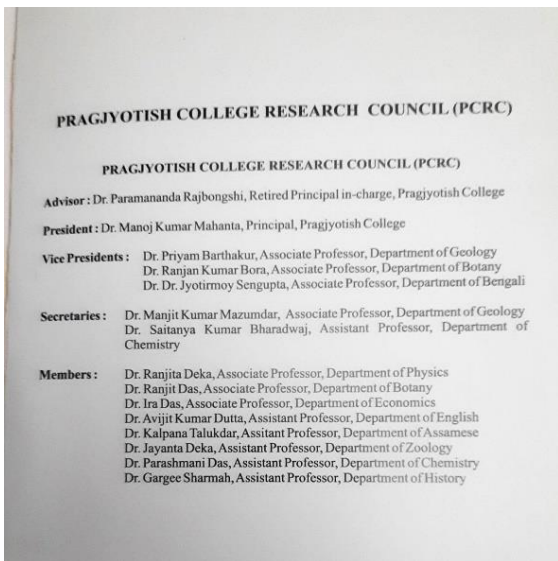 PRAGJYOTISH COLLEGE RESEARCH COUNCIL (PCRC)
PRAGJYOTISH COLLEGE RESEARCH COUNCIL (PCRC)
Advisor : Dr. Paramananda Rajbongshi, Retired Principal in-charge, Pragjyotish College
President : Dr. Manoj Kumar Mahanta, Principal, Pragjyotish College
Vice Presidents : Dr. Priyam Barthakur, Associate Professor, Department of Geology
Dr. Ranjan Kumar Bora, Associate Professor, Department of Botany
Dr. Dr. Jyotirmoy Sengupta, Associate Professor, Department of Bengali
Secretaries : Dr. Manjit Kumar Mazumdar, Associate Professor, Department of Geology
Dr. Saitanya Kumar Bharadwaj, Assistant Professor, Department of
Chemistry
Members : Dr. Ranjita Deka, Associate Professor, Department of Physics
Dr. Ranjit Das, Associate Professor, Department of Botany
Dr. Ira Das, Associate Professor, Department of Economics
Dr. Avijit Kumar Dutta, Assistant Professor, Department of English
Dr. Kalpana Talukdar, Assitant Professor, Department of Assamese
Dr. Jayanta Deka, Assistant Professor, Department of Zoology
Dr. Parashmani Das, Assistant Professor, Department of Chemistry
Dr. Gargee Sharmah, Assistant Professor, Department of History